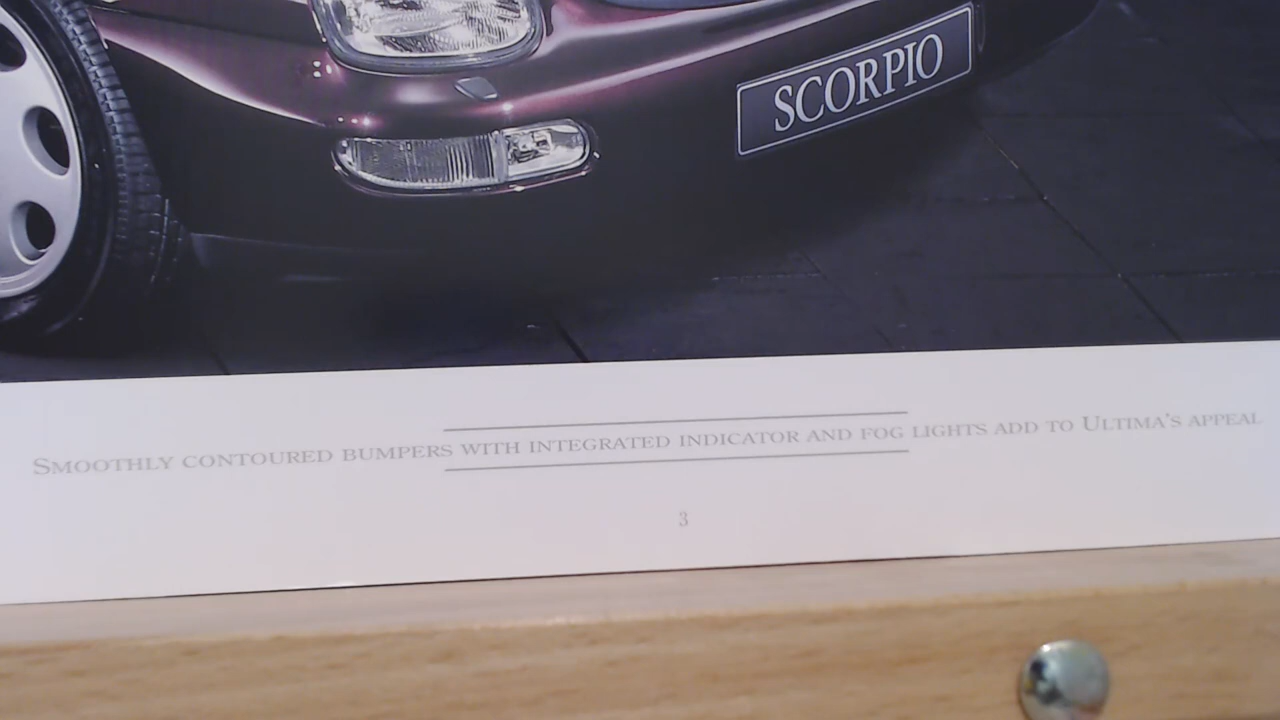 SCORPIO
SMOOTHLY CONTOURED BUMPERS WITH INTEGRATED INDICATOR AND FOG LIGHTS ADD TO ULTIMA'S APPEAL
3